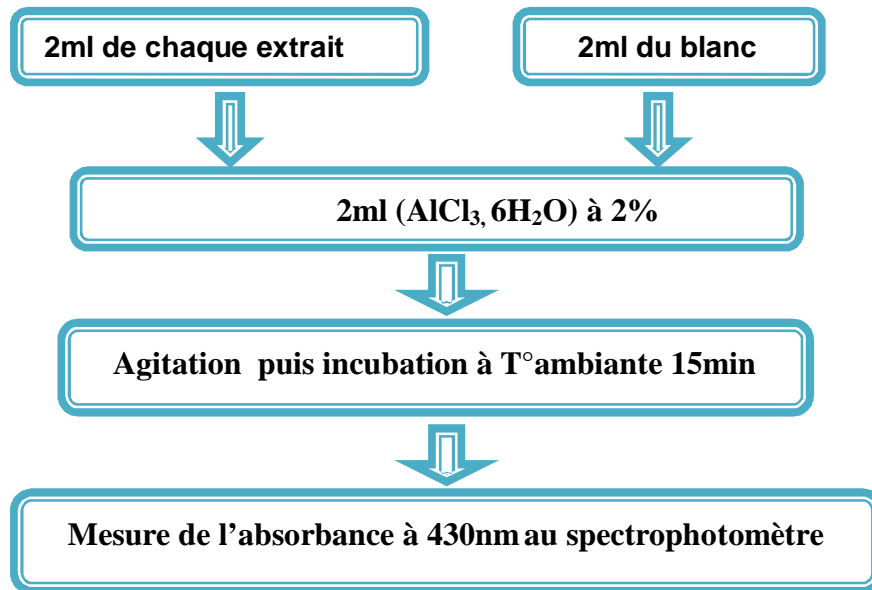 2ml de chaque extrait
2ml du blanc
2ml (AlCl₃, 6H₂O) à 2%
Agitation puis incubation à T°ambiante 15min
Mesure de l’absorbance à 430nm au spectrophotomètre